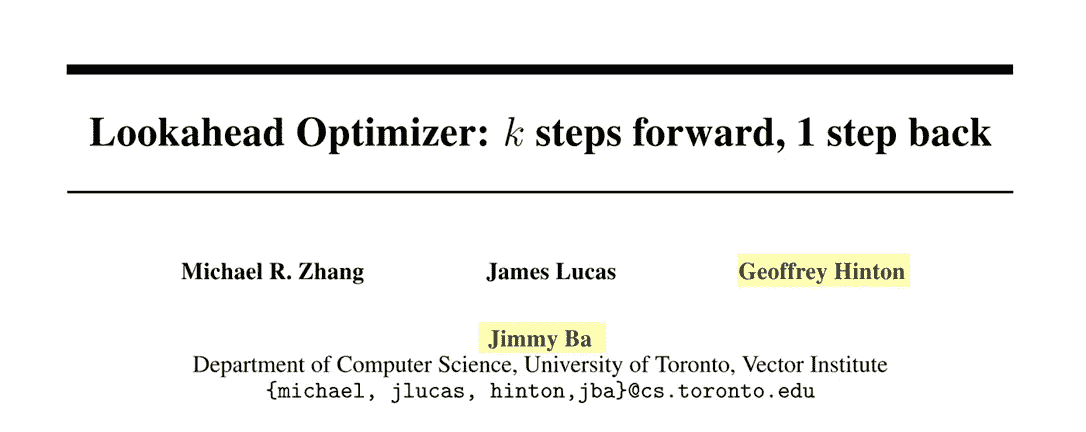 Lookahead Optimizer: k steps forward, 1 step back
Michael R. Zhang James Lucas Geoffrey Hinton
Jimmy Ba
Department of Computer Science, University of Toronto, Vector Institute
{michael, jlucas, hinton,jba}@cs.toronto.edu